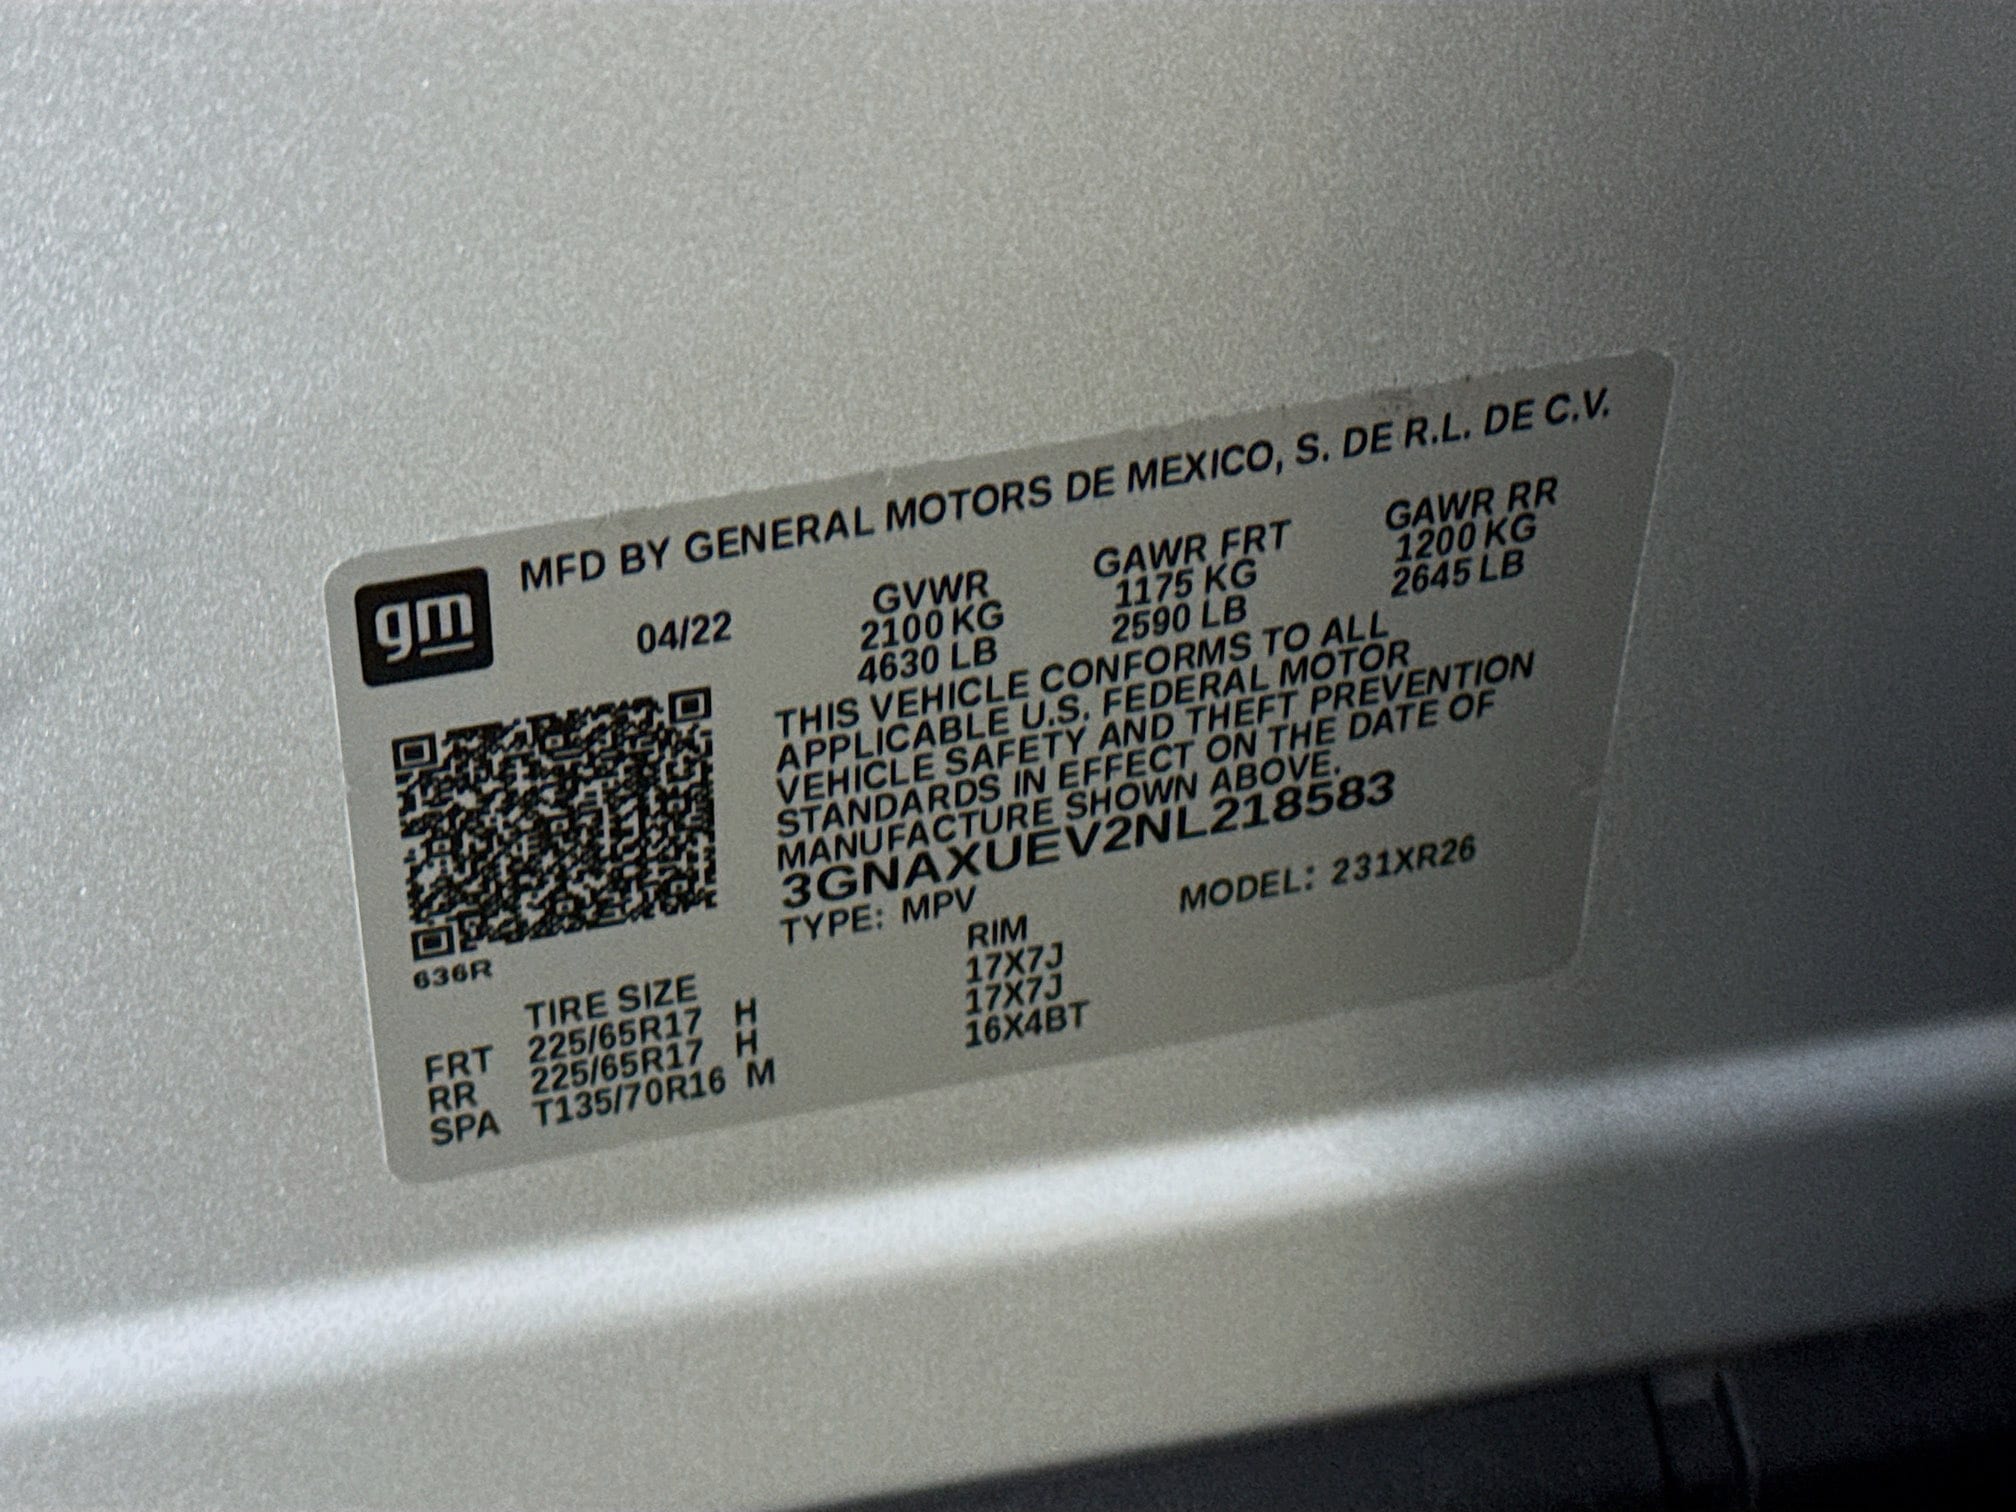 MFD BY GENERAL MOTORS DE MEXICO, S. DE R.L. DE C.V.
gm
04/22
GVWR GAWR FRT GAWR RR
2100 KG 1175 KG 1200 KG
4630 LB 2590 LB 2645 LB
THIS VEHICLE CONFORMS TO ALL
APPLICABLE U.S. FEDERAL MOTOR
VEHICLE SAFETY AND THEFT PREVENTION
STANDARDS IN EFFECT ON THE DATE OF
MANUFACTURE SHOWN ABOVE.
3GNAXUEV2NL218583
TYPE: MPV MODEL: 231XR26
636R
TIRE SIZE RIM
FRT 225/65R17 H 17X7J
RR 225/65R17 H 17X7J
SPA T135/70R16 M 16X4BT